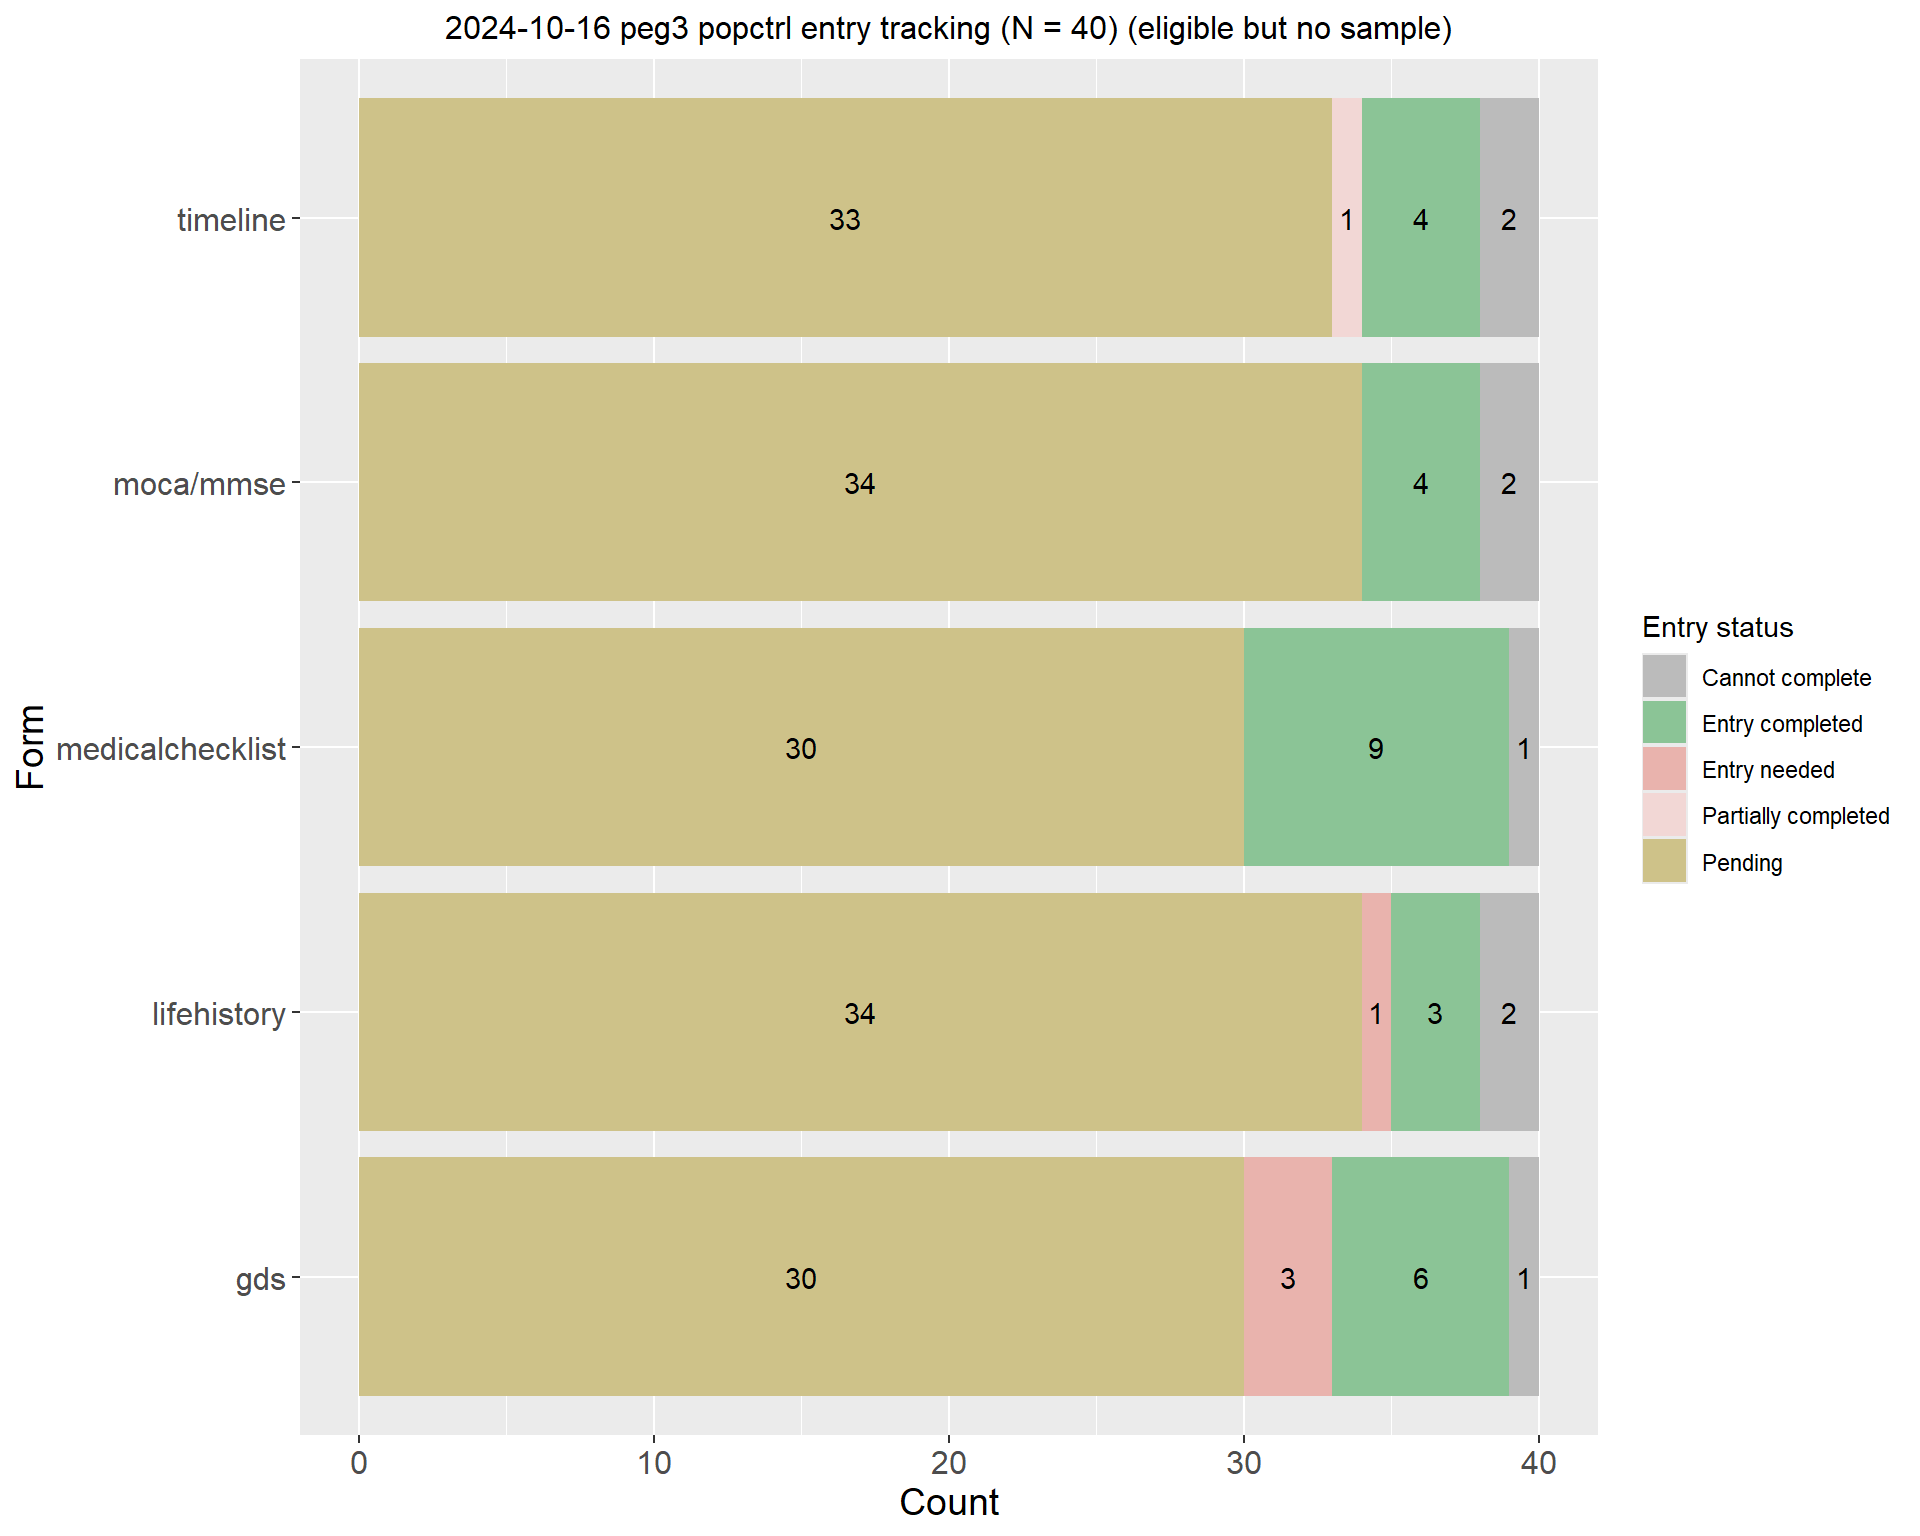 2024-10-16 peg3 popctrl entry tracking (N = 40) (eligible but no sample)
timeline
33
1
4
2
moca/mmse
34
4
2
medicalchecklist
30
9
1
lifehistory
34
1
3
2
gds
30
3
6
1
Form
0
10
20
30
40
Count
Entry status
Cannot complete
Entry completed
Entry needed
Partially completed
Pending